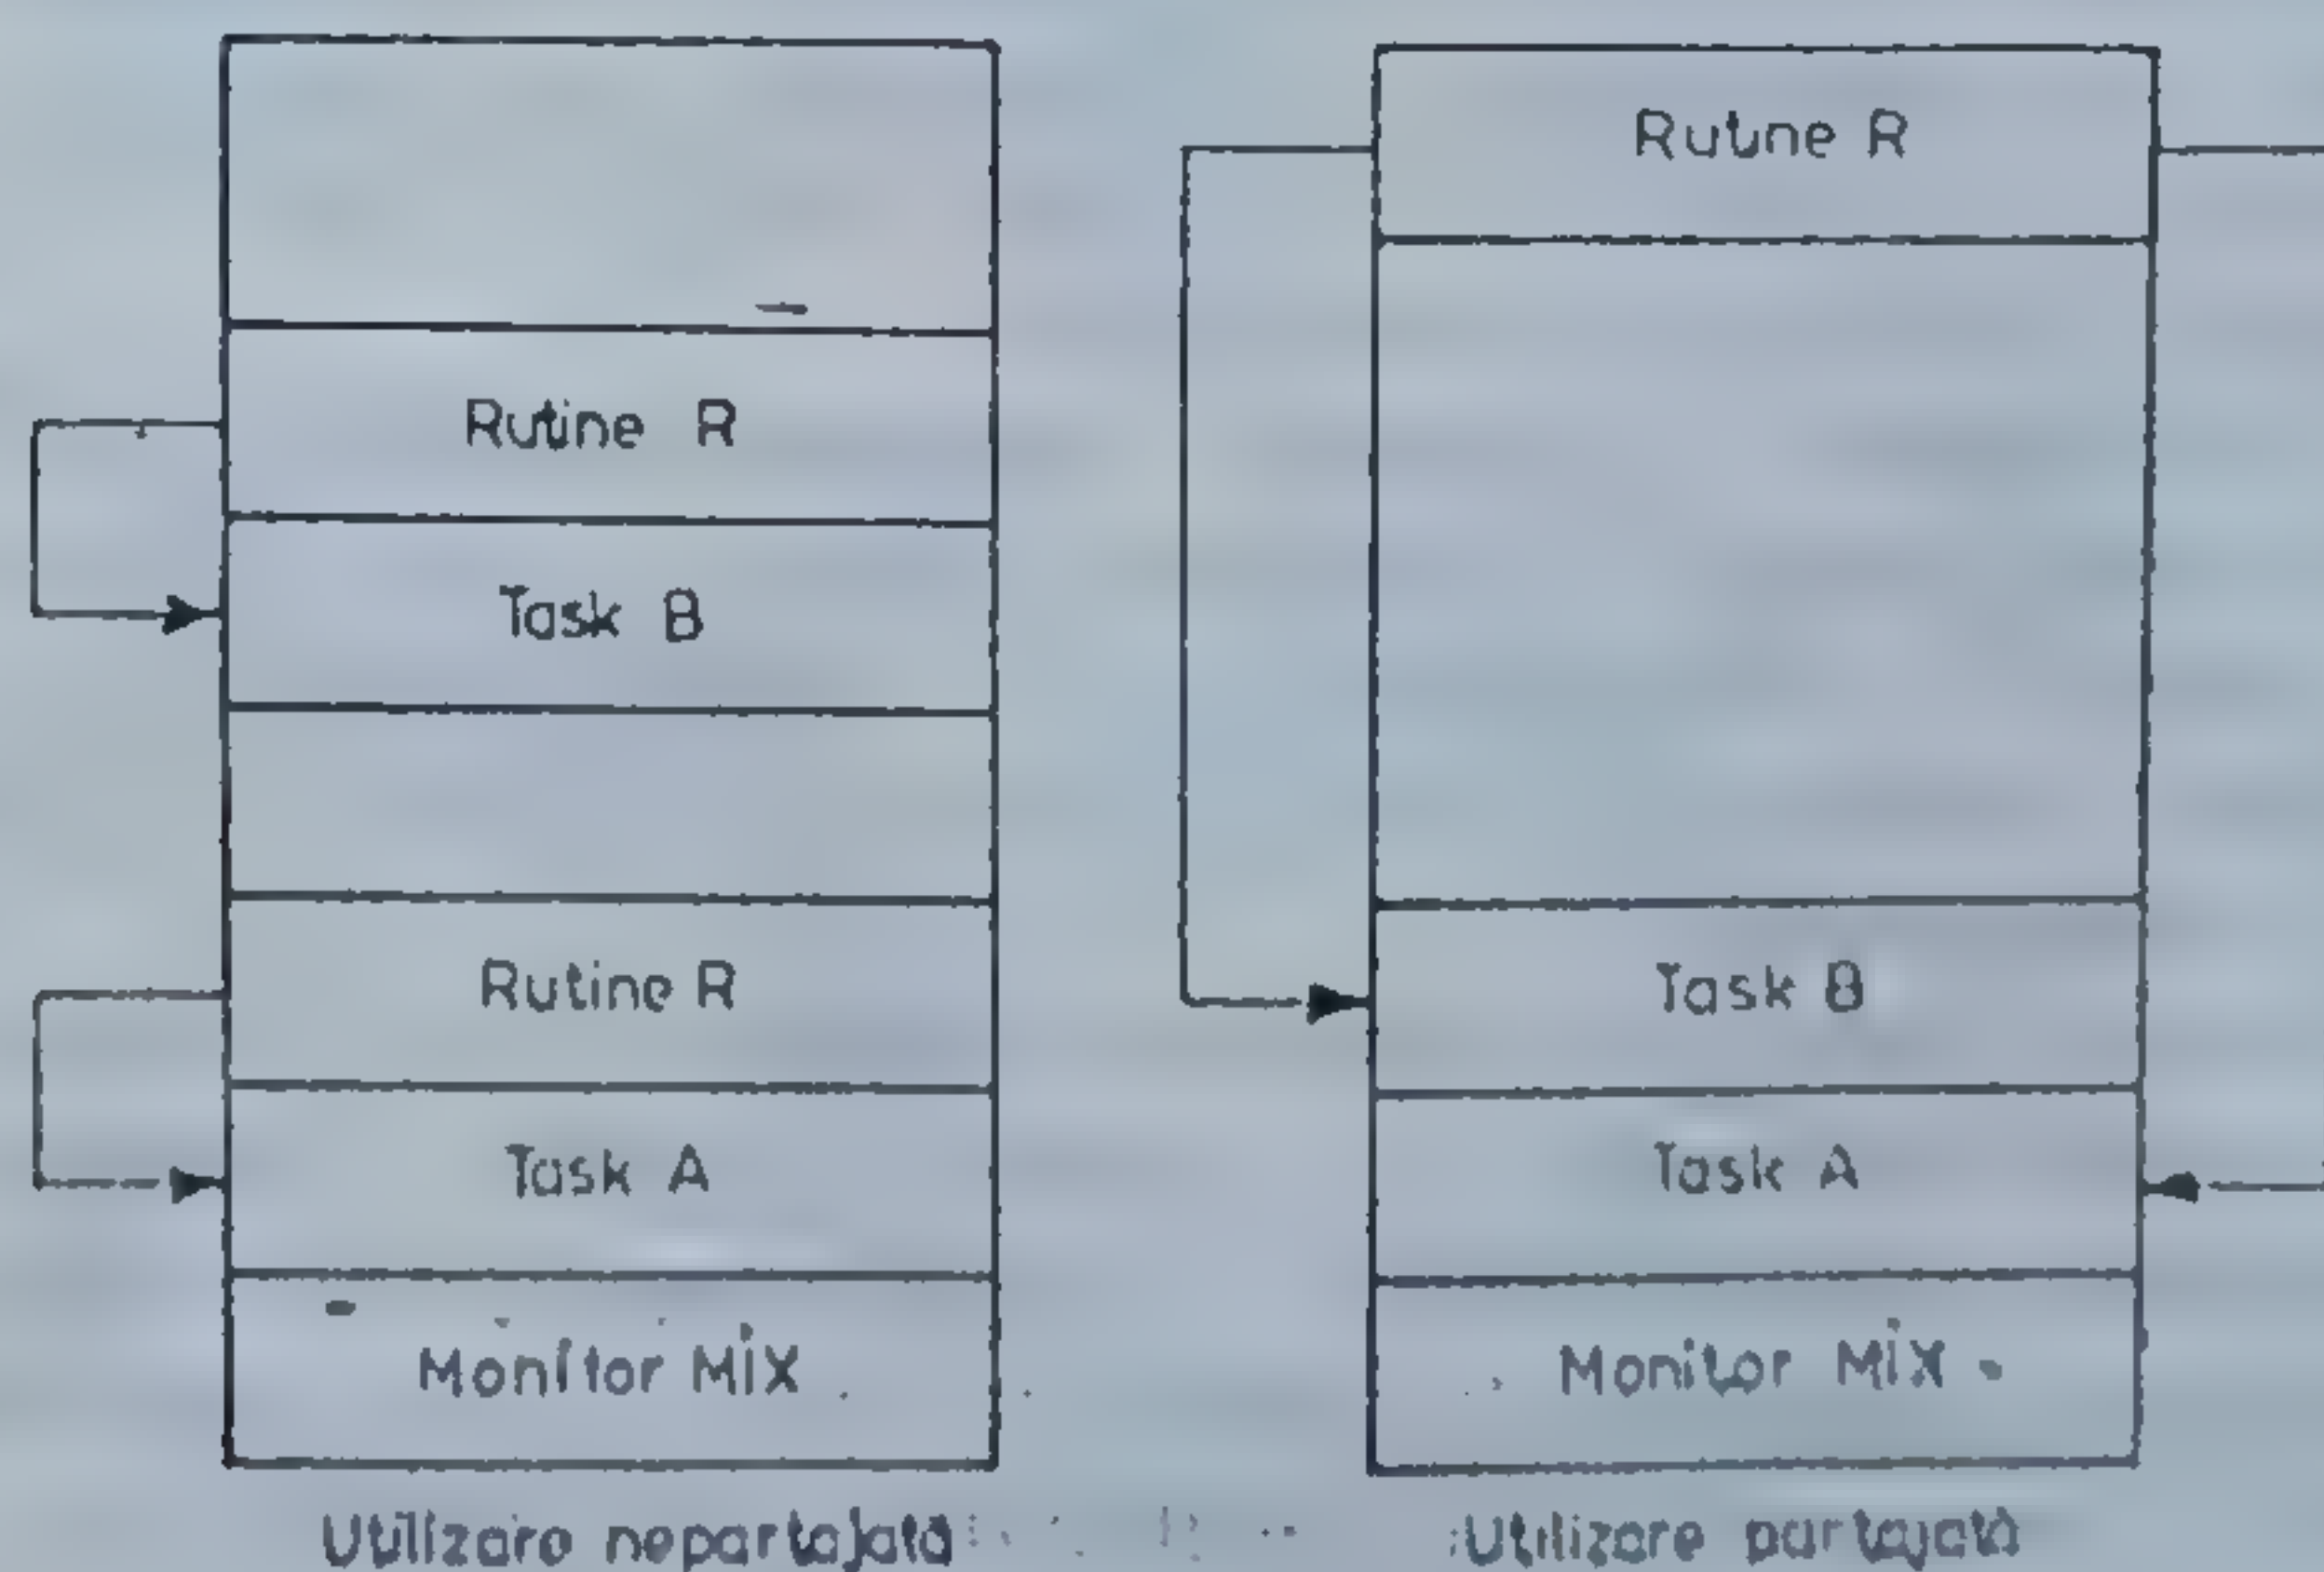 Rutine R
Task B
Rutine R
Task A
Monitor MiX
Utilizare nepartajată
Rutine R
Task B
Task A
Monitor MiX
Utilizare partajată